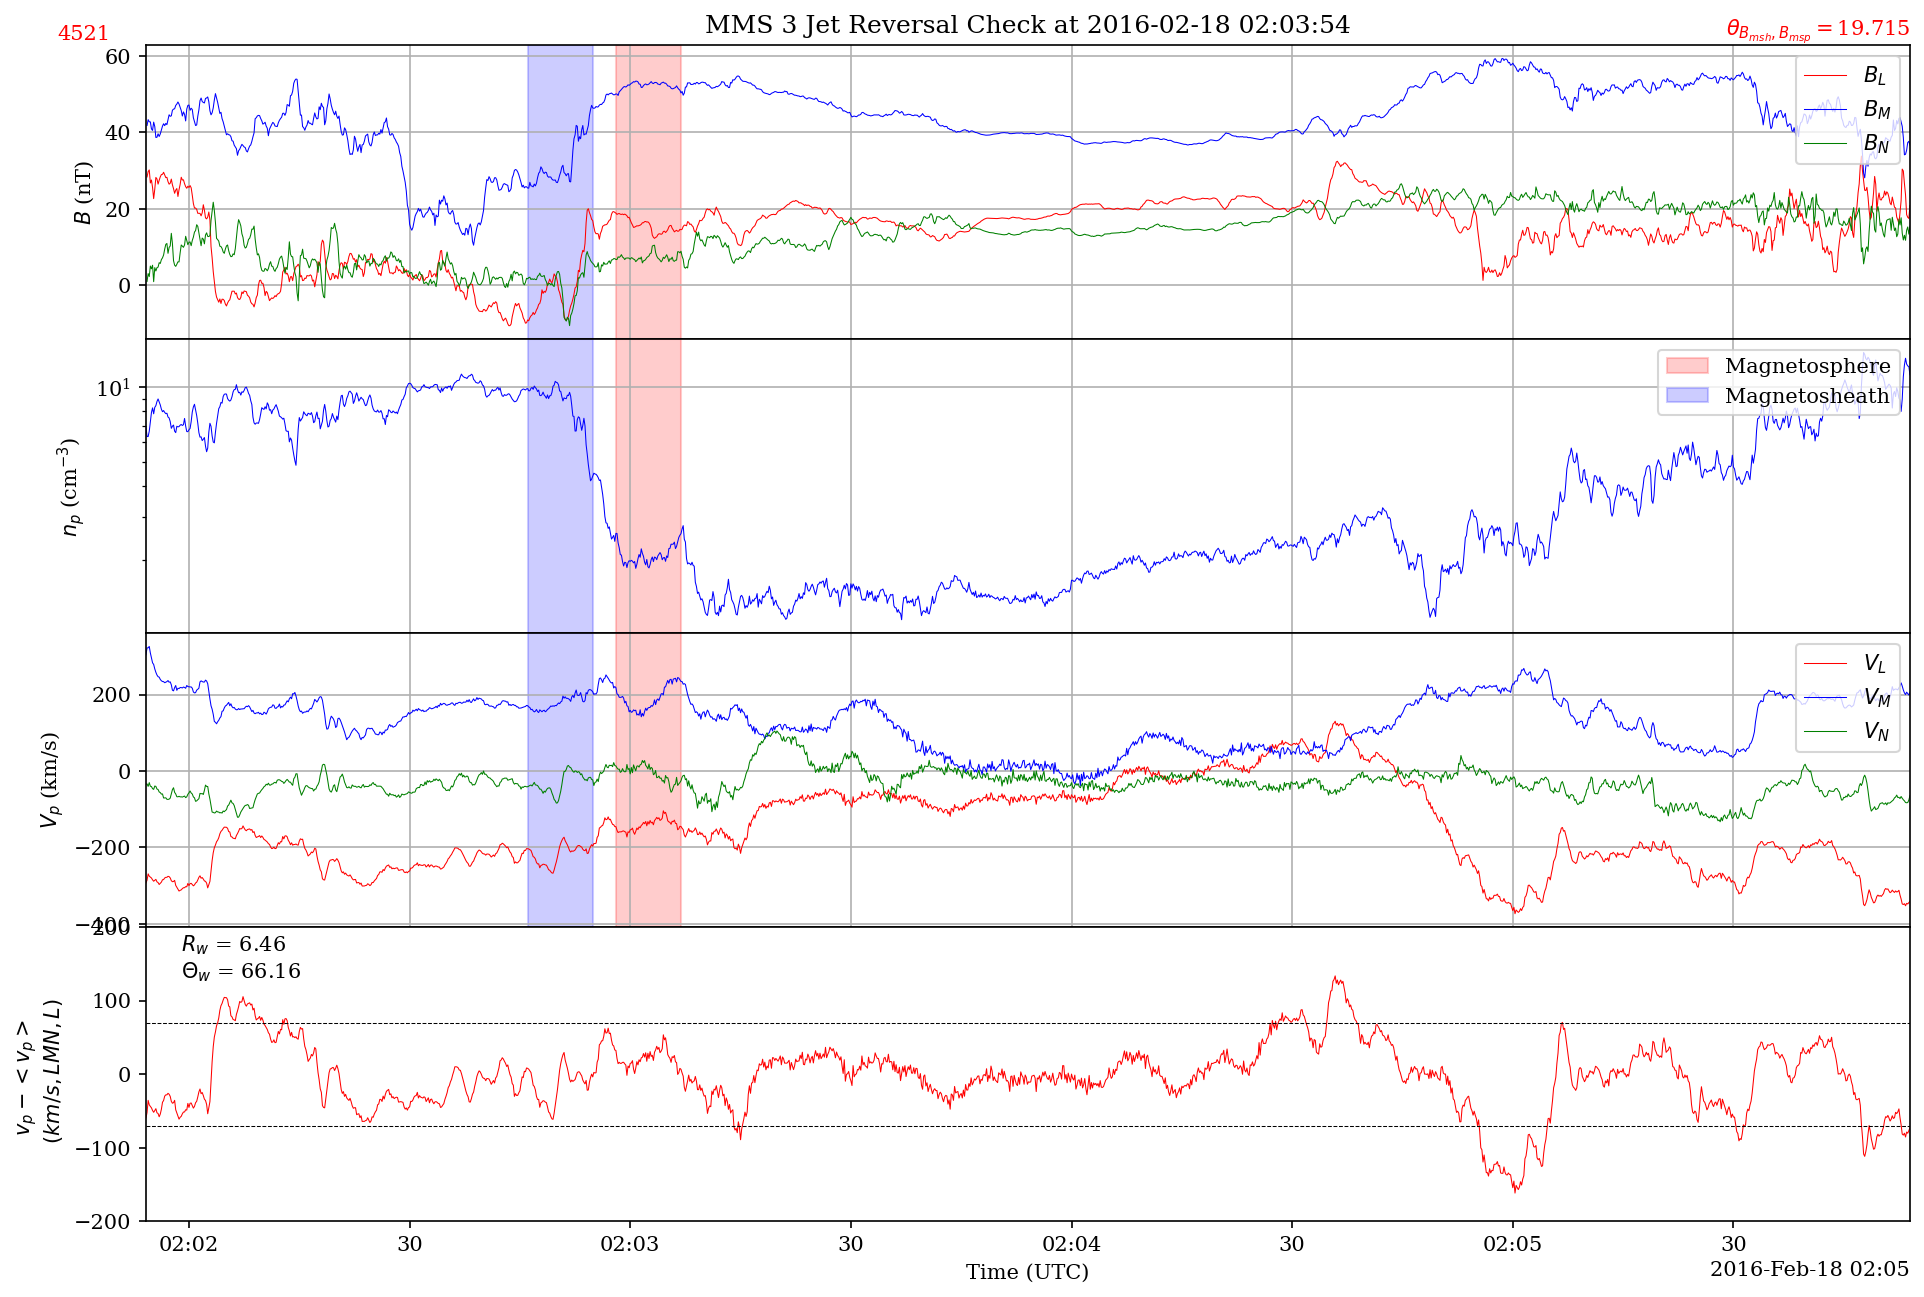 MMS 3 Jet Reversal Check at 2016-02-18 02:03:54
4521
θ_{B_{msh}, B_{msp}} = 19.715
60
40
20
0
B (nT)
B_L
B_M
B_N
10^1
n_p (cm^{−3})
Magnetosphere
Magnetosheath
200
0
−200
−400
V_p (km/s)
V_L
V_M
V_N
200
100
0
−100
−200
v_p − < v_p >
(km/s, LMN, L)
R_w = 6.46
Θ_w = 66.16
02:02
30
02:03
30
02:04
30
02:05
30
Time (UTC)
2016-Feb-18 02:05